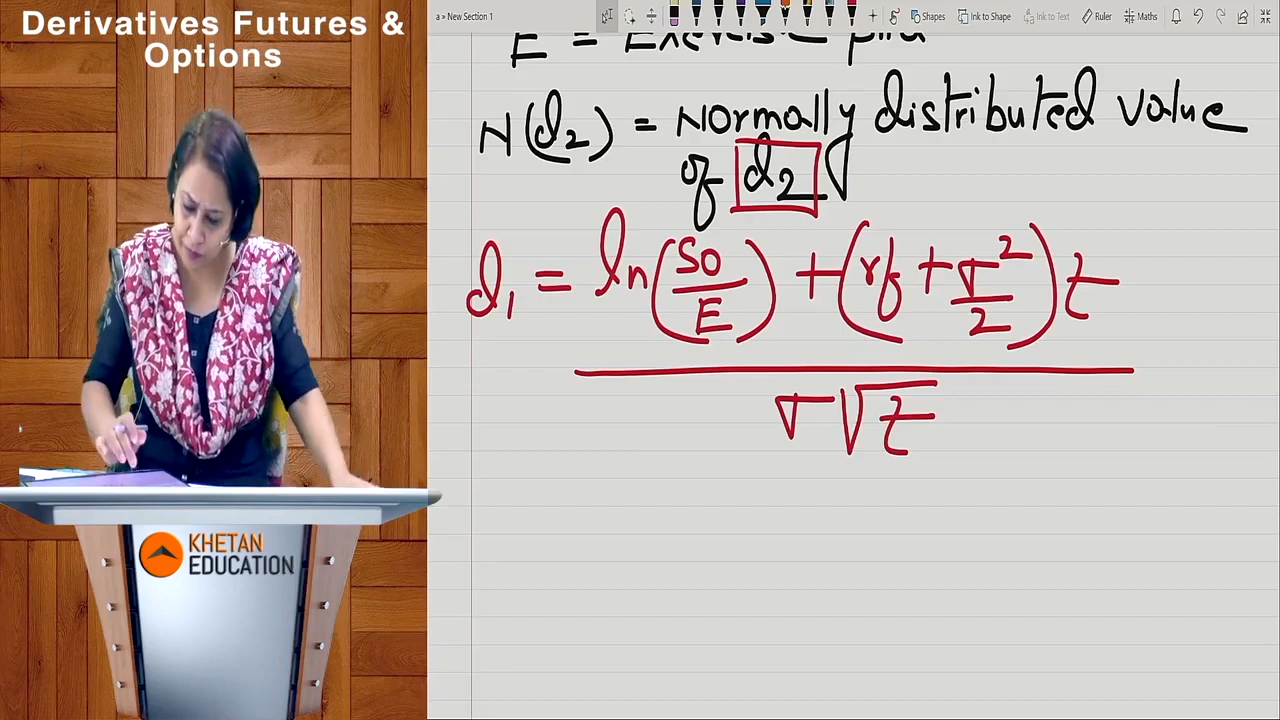 Derivatives Futures &
Options
a » New Section 1
Shapes
Ink to Shape
Ink to Text
Ruler
Maths
E = Exercise
N(d₂) = Normally distributed value
of d₂
d₁ = ln(S0/E) + (rf + σ²/2)t
σ√t
KHETAN
EDUCATION